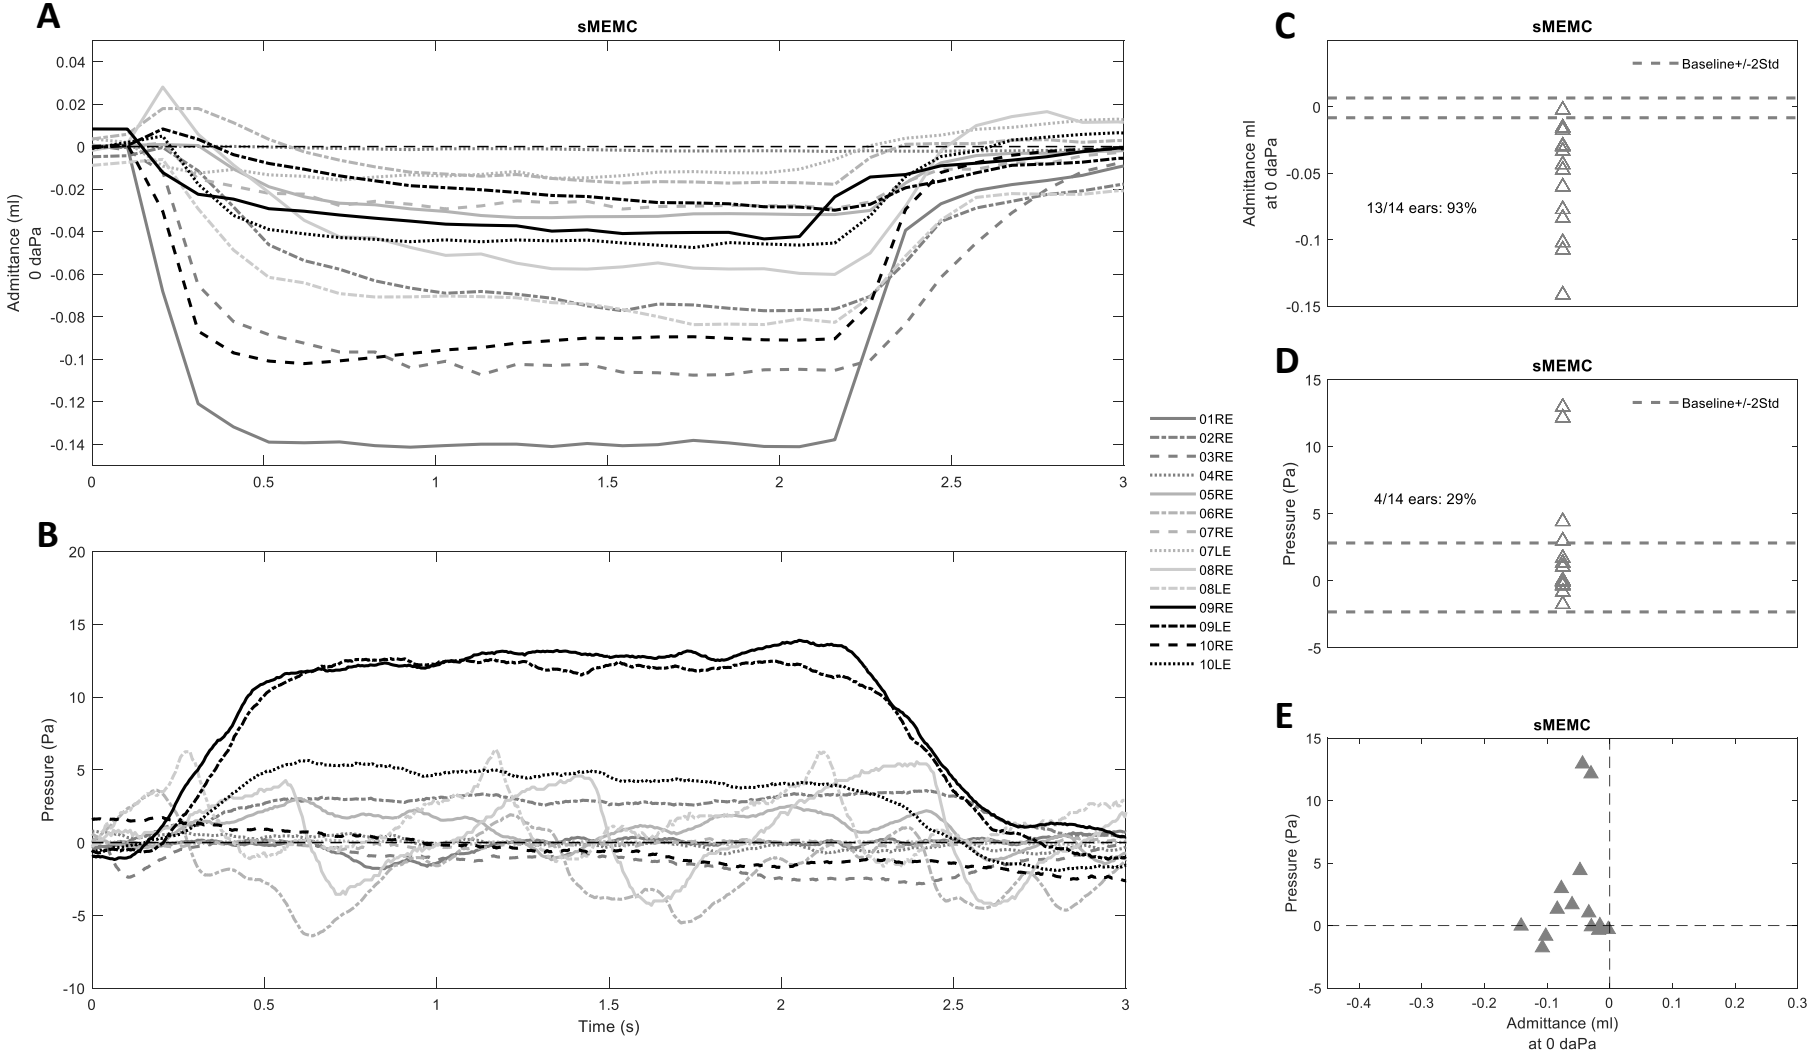 A
sMEMC
0.04
0.02
0
-0.02
-0.04
-0.06
-0.08
-0.1
-0.12
-0.14
Admittance (ml)
0 daPa
0
0.5
1
1.5
2
2.5
3
B
20
15
10
5
0
-5
-10
Pressure (Pa)
0
0.5
1
1.5
2
2.5
3
Time (s)
01RE
02RE
03RE
04RE
05RE
06RE
07RE
07LE
08RE
08LE
09RE
09LE
10RE
10LE
C
sMEMC
Baseline+/-2Std
0
-0.05
-0.1
-0.15
Admittance ml
at 0 daPa
13/14 ears: 93%
D
sMEMC
15
Baseline+/-2Std
10
5
0
-5
Pressure (Pa)
4/14 ears: 29%
E
sMEMC
15
10
5
0
-5
Pressure (Pa)
-0.4
-0.3
-0.2
-0.1
0
0.1
0.2
0.3
Admittance (ml)
at 0 daPa